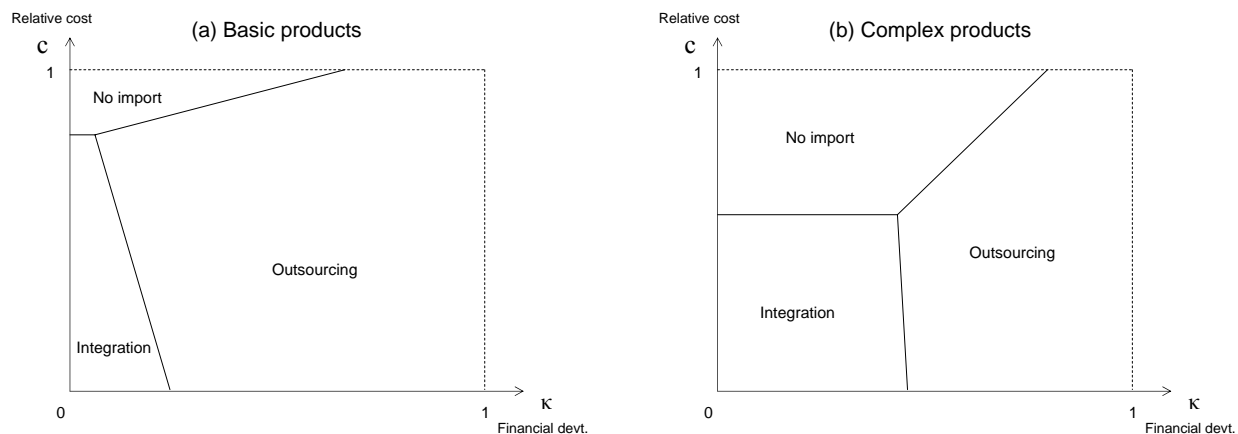 Relative cost
(a) Basic products
c
1
No import
Outsourcing
Integration
0
1
κ
Financial devt.
Relative cost
(b) Complex products
c
1
No import
Outsourcing
Integration
0
1
κ
Financial devt.